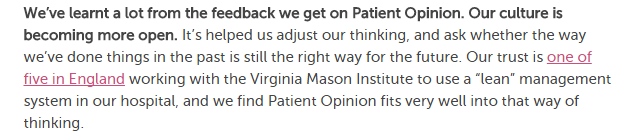 We’ve learnt a lot from the feedback we get on Patient Opinion. Our culture is
becoming more open. It’s helped us adjust our thinking, and ask whether the way
we’ve done things in the past is still the right way for the future. Our trust is one of
five in England working with the Virginia Mason Institute to use a “lean” management
system in our hospital, and we find Patient Opinion fits very well into that way of
thinking.